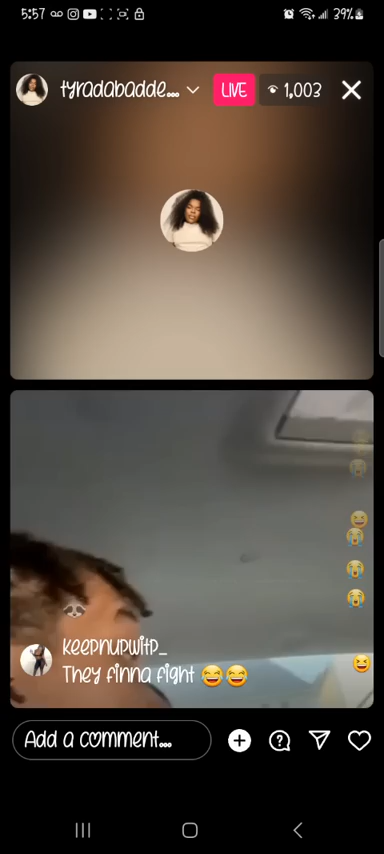 5:57
39%
tyradabadde...
LIVE
1,003
keepnupwitp_
They finna fight 😂😂
Add a comment...